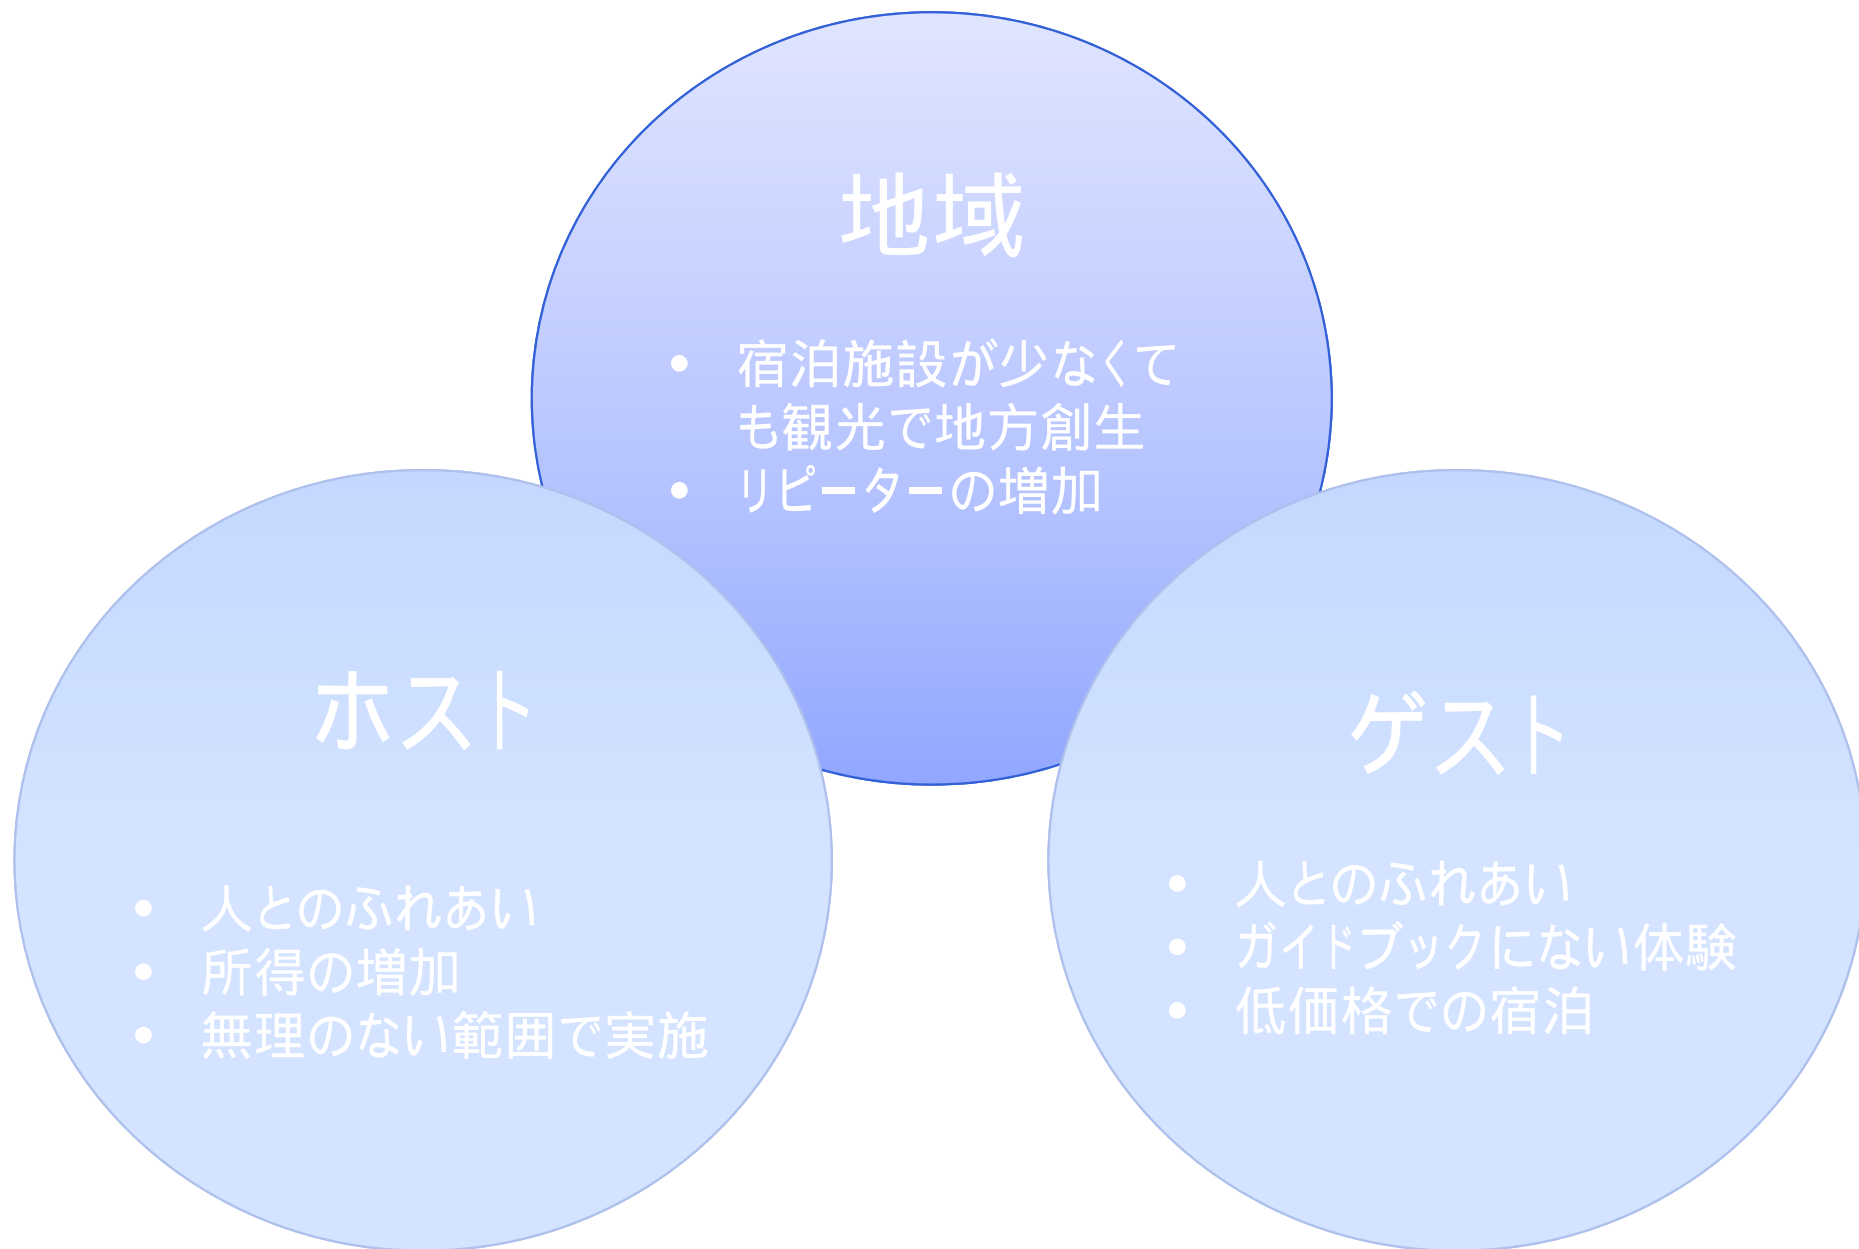 地域
• 宿泊施設が少なくて
も観光で地方創生
• リピーターの増加
ホスト
• 人とのふれあい
• 所得の増加
• 無理のない範囲で実施
ゲスト
• 人とのふれあい
• ガイドブックにない体験
• 低価格での宿泊